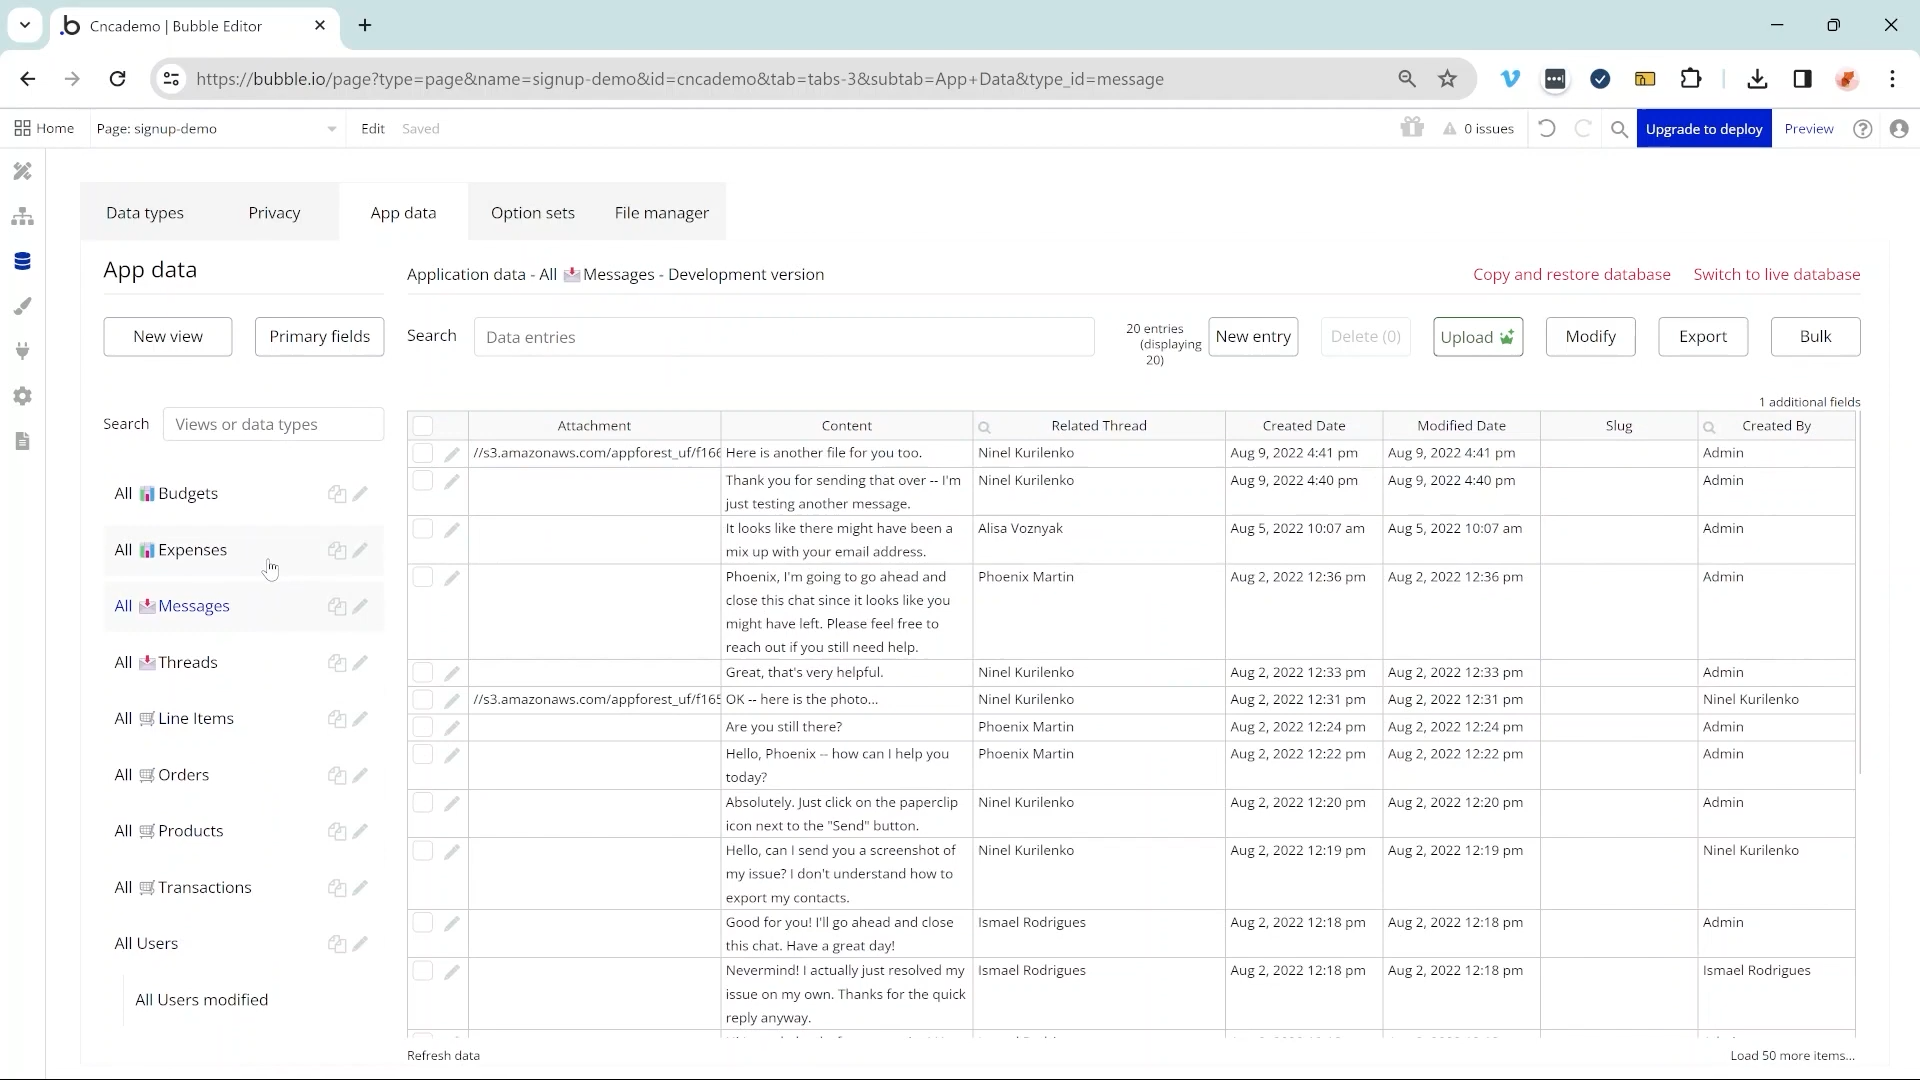 Cncademo | Bubble Editor
https://bubble.io/page?type=page&name=signup-demo&id=cncademo&tab=tabs-3&subtab=App+Data&type_id=message
Home
Page: signup-demo
Edit
Saved
0 issues
Upgrade to deploy
Preview
Data types
Privacy
App data
Option sets
File manager
App data
Application data - All 📩Messages - Development version
Copy and restore database
Switch to live database
New view
Primary fields
Search
Data entries
20 entries
(displaying
20)
New entry
Delete (0)
Upload
Modify
Export
Bulk
1 additional fields
Search
Views or data types
All 📊Budgets
All 📊Expenses
All 📩Messages
All 📩Threads
All 🛒Line Items
All 🛒Orders
All 🛒Products
All 🛒Transactions
All Users
All Users modified
Attachment Content Related Thread Created Date Modified Date Slug Created By
//s3.amazonaws.com/appforest_uf/f166 Here is another file for you too. Ninel Kurilenko Aug 9, 2022 4:41 pm Aug 9, 2022 4:41 pm Admin
Thank you for sending that over -- I'm Ninel Kurilenko Aug 9, 2022 4:40 pm Aug 9, 2022 4:40 pm Admin
just testing another message.
It looks like there might have been a Alisa Voznyak Aug 5, 2022 10:07 am Aug 5, 2022 10:07 am Admin
mix up with your email address.
Phoenix, I'm going to go ahead and Phoenix Martin Aug 2, 2022 12:36 pm Aug 2, 2022 12:36 pm Admin
close this chat since it looks like you
might have left. Please feel free to
reach out if you still need help.
Great, that's very helpful. Ninel Kurilenko Aug 2, 2022 12:33 pm Aug 2, 2022 12:33 pm Admin
//s3.amazonaws.com/appforest_uf/f165 OK -- here is the photo... Ninel Kurilenko Aug 2, 2022 12:31 pm Aug 2, 2022 12:31 pm Ninel Kurilenko
Are you still there? Phoenix Martin Aug 2, 2022 12:24 pm Aug 2, 2022 12:24 pm Admin
Hello, Phoenix -- how can I help you Phoenix Martin Aug 2, 2022 12:22 pm Aug 2, 2022 12:22 pm Admin
today?
Absolutely. Just click on the paperclip Ninel Kurilenko Aug 2, 2022 12:20 pm Aug 2, 2022 12:20 pm Admin
icon next to the "Send" button.
Hello, can I send you a screenshot of Ninel Kurilenko Aug 2, 2022 12:19 pm Aug 2, 2022 12:19 pm Ninel Kurilenko
my issue? I don't understand how to
export my contacts.
Good for you! I'll go ahead and close Ismael Rodrigues Aug 2, 2022 12:18 pm Aug 2, 2022 12:18 pm Admin
this chat. Have a great day!
Nevermind! I actually just resolved my Ismael Rodrigues Aug 2, 2022 12:18 pm Aug 2, 2022 12:18 pm Ismael Rodrigues
issue on my own. Thanks for the quick
reply anyway.
Refresh data
Load 50 more items...